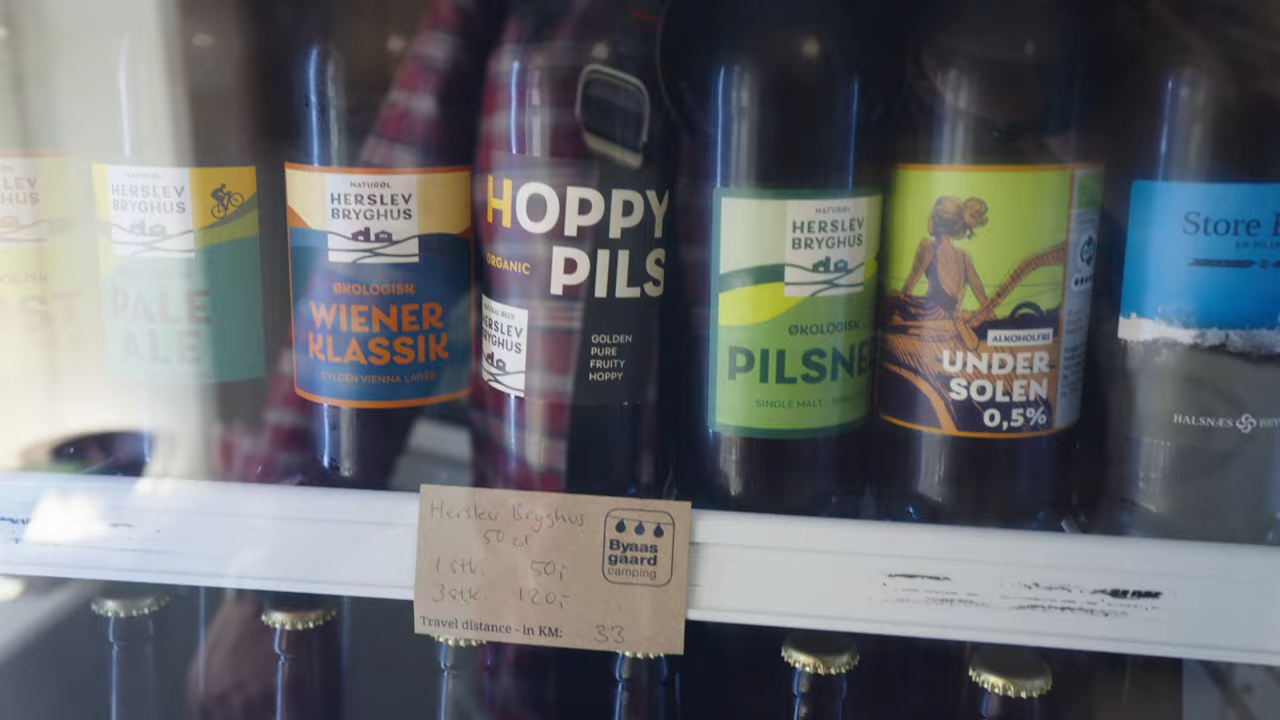 HERSLEV
BRYGHUS
PALE
ALE
NATURØL
HERSLEV
BRYGHUS
ØKOLOGISK
WIENER
KLASSIK
GYLDEN VIENNA LAGER
HOPPY
PILS
ORGANIC
BRYGHUS
GOLDEN
PURE
FRUITY
HOPPY
NATURØL
HERSLEV
BRYGHUS
ØKOLOGISK
PILSNE
SINGLE MALT
ALKOHOLFRI
UNDER
SOLEN
0,5%
Store
HALSNÆS
Herslev Bryghus
50 cl
1 stk. 50,-
3 stk. 120,-
Byaas
gaard
camping
Travel distance - in KM: 33